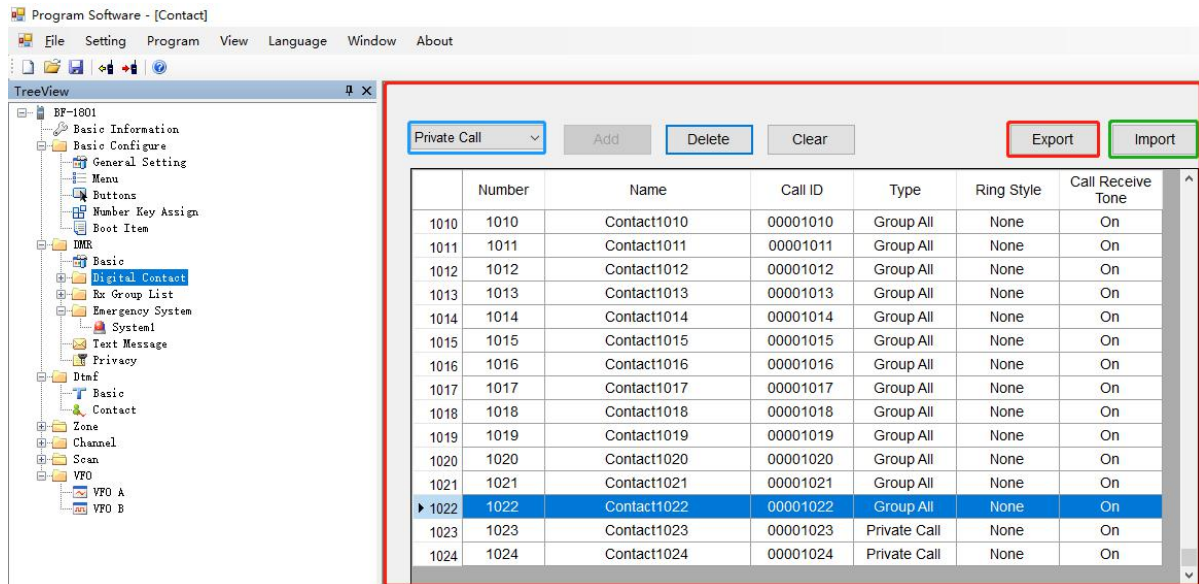 Program Software - [Contact]
File Setting Program View Language Window About
TreeView
BF-1801
Basic Information
Basic Configure
General Setting
Menu
Buttons
Number Key Assign
Boot Item
DMR
Basic
Digital Contact
Rx Group List
Emergency System
System1
Text Message
Privacy
Dtmf
Basic
Contact
Zone
Channel
Scan
VFO
VFO A
VFO B
Private Call Add Delete Clear Export Import
Number Name Call ID Type Ring Style Call Receive Tone
1010 1010 Contact1010 00001010 Group All None On
1011 1011 Contact1011 00001011 Group All None On
1012 1012 Contact1012 00001012 Group All None On
1013 1013 Contact1013 00001013 Group All None On
1014 1014 Contact1014 00001014 Group All None On
1015 1015 Contact1015 00001015 Group All None On
1016 1016 Contact1016 00001016 Group All None On
1017 1017 Contact1017 00001017 Group All None On
1018 1018 Contact1018 00001018 Group All None On
1019 1019 Contact1019 00001019 Group All None On
1020 1020 Contact1020 00001020 Group All None On
1021 1021 Contact1021 00001021 Group All None On
1022 1022 Contact1022 00001022 Group All None On
1023 1023 Contact1023 00001023 Private Call None On
1024 1024 Contact1024 00001024 Private Call None On